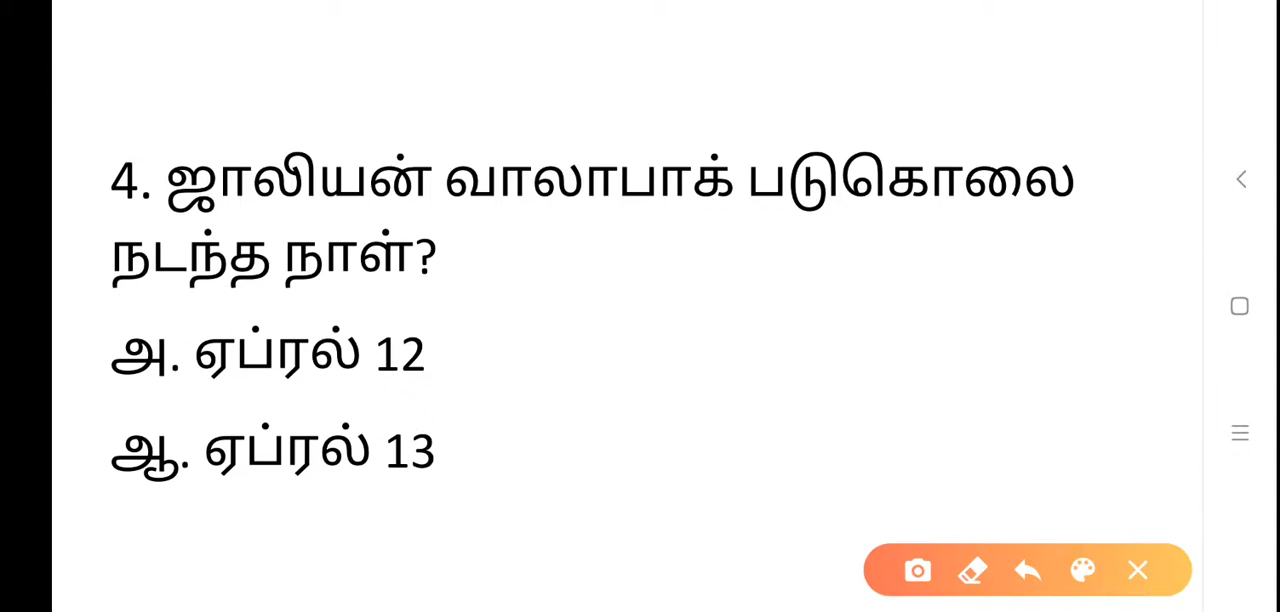 4. ஜாலியன் வாலாபாக் படுகொலை
நடந்த நாள்?
அ. ஏப்ரல் 12
ஆ. ஏப்ரல் 13